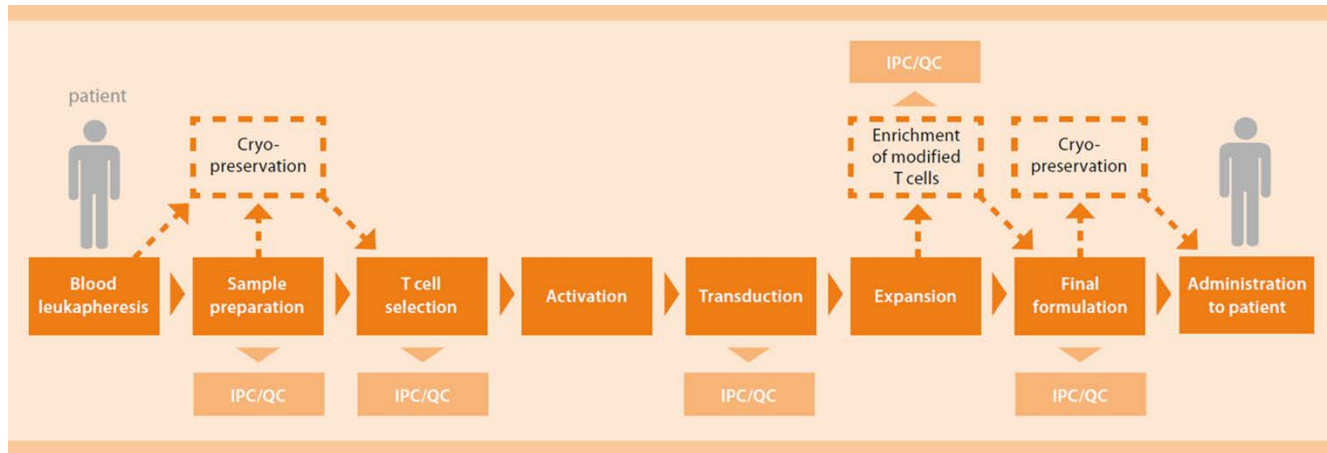 IPC/QC
patient
Cryo-
preservation
Enrichment
of modified
T cells
Cryo-
preservation
Blood
leukapheresis
Sample
preparation
T cell
selection
Activation
Transduction
Expansion
Final
formulation
Administration
to patient
IPC/QC
IPC/QC
IPC/QC
IPC/QC